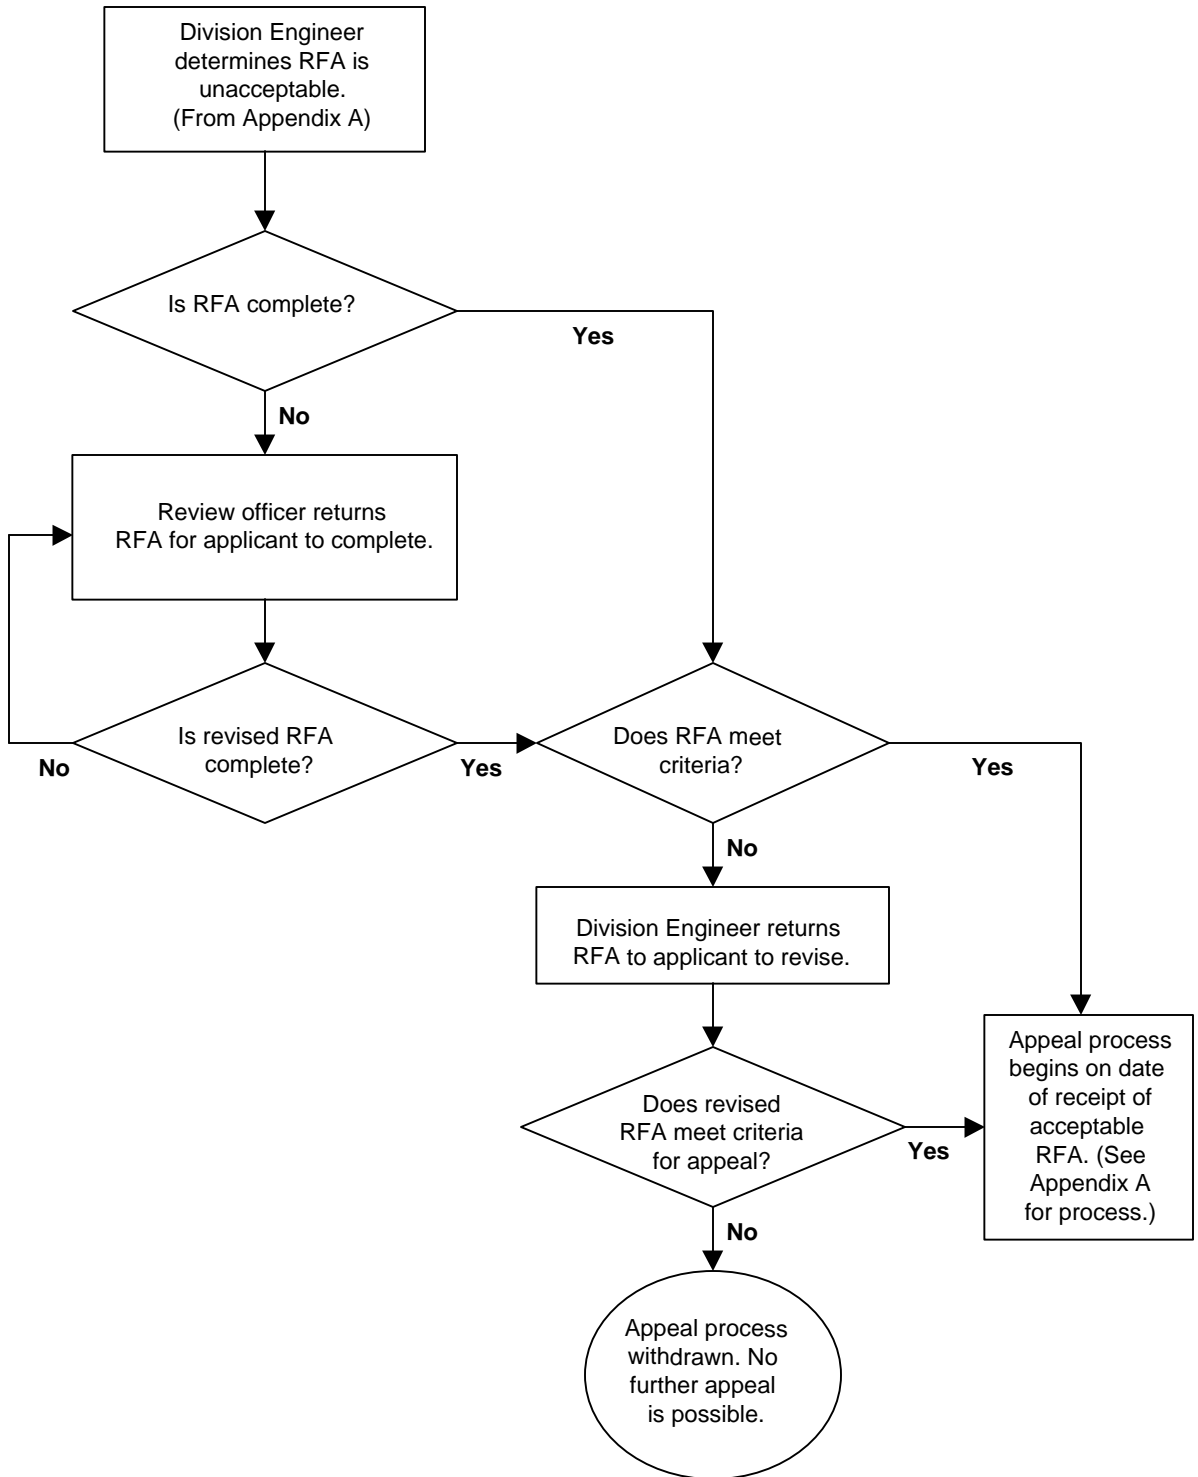 Division Engineer
determines RFA is
unacceptable.
(From Appendix A)
Is RFA complete?
Yes
No
Review officer returns
RFA for applicant to complete.
Is revised RFA
complete?
No
Yes
Does RFA meet
criteria?
Yes
No
Division Engineer returns
RFA to applicant to revise.
Does revised
RFA meet criteria
for appeal?
Yes
No
Appeal process
begins on date
of receipt of
acceptable
RFA. (See
Appendix A
for process.)
Appeal process
withdrawn. No
further appeal
is possible.